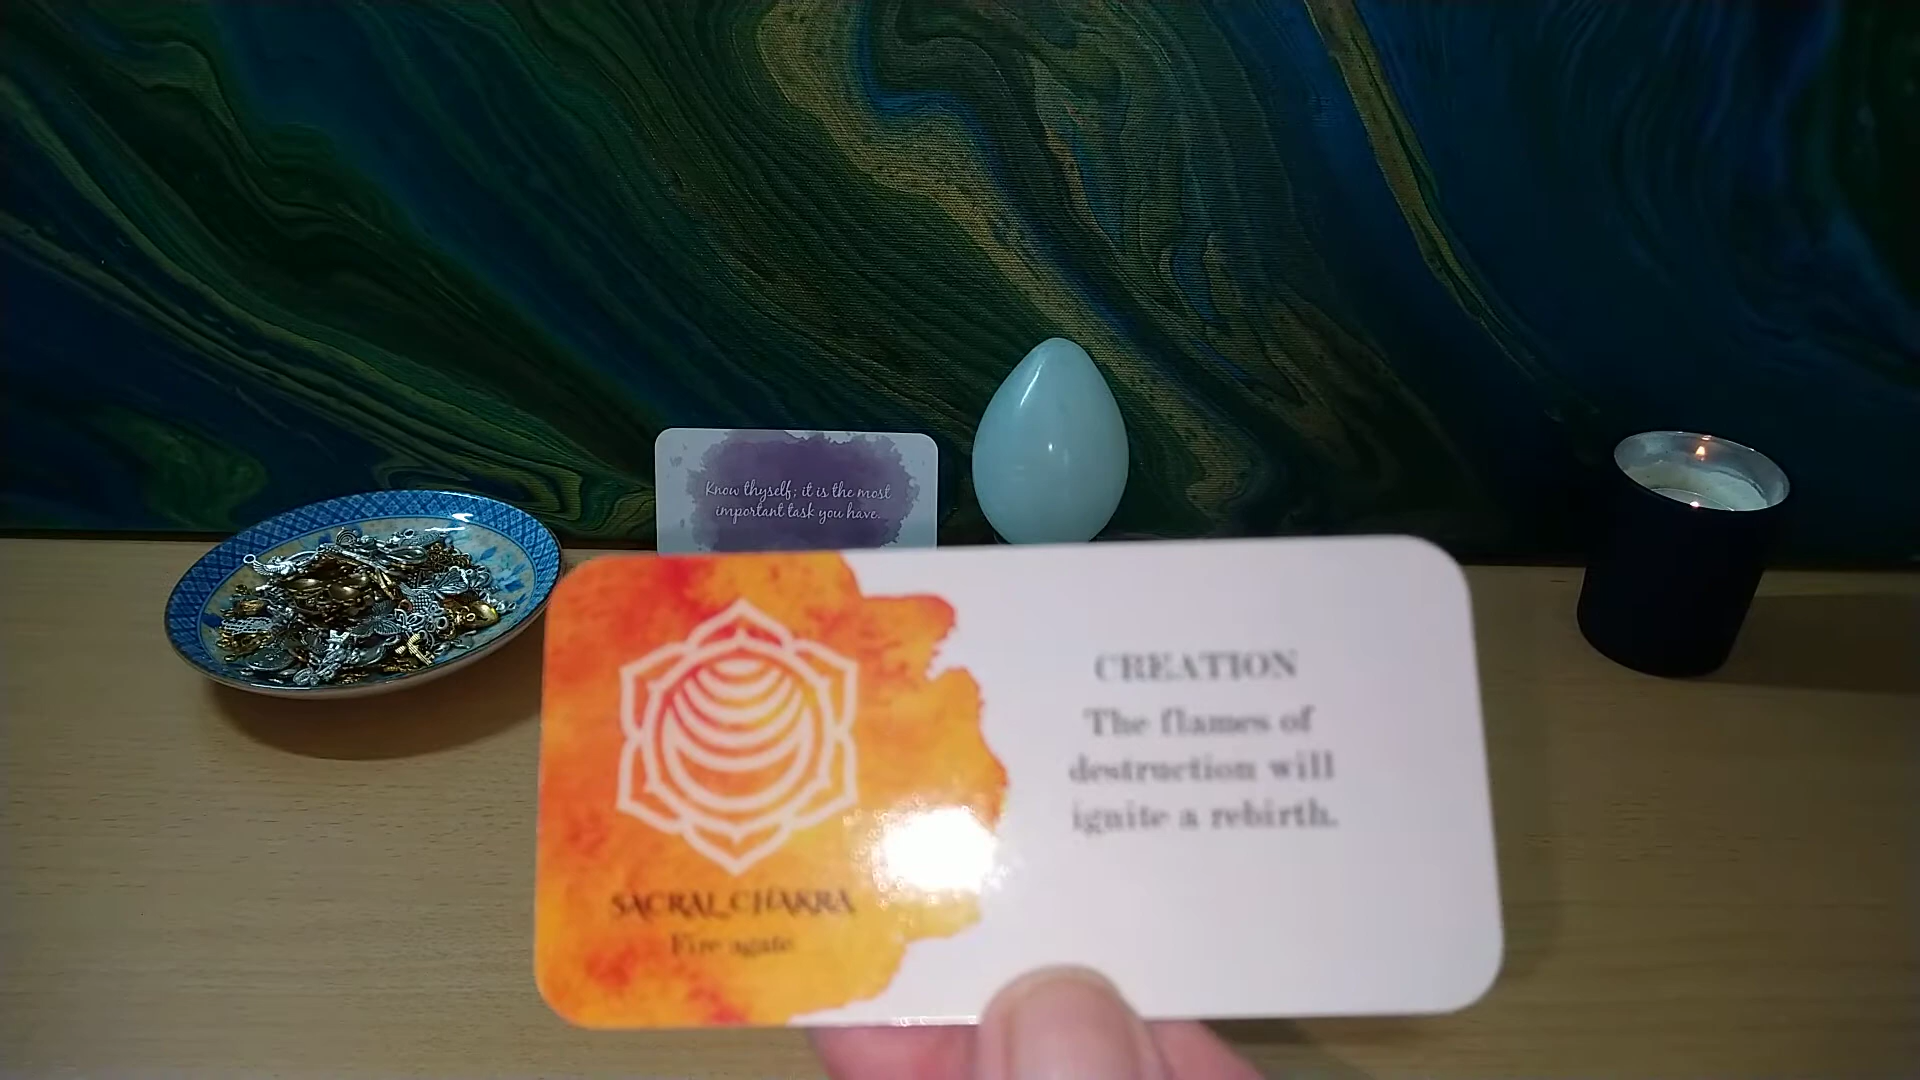 Know thyself; it is the most
important task you have.
CREATION
The flames of
destruction will
ignite a rebirth.
SACRAL CHAKRA
Fire agate